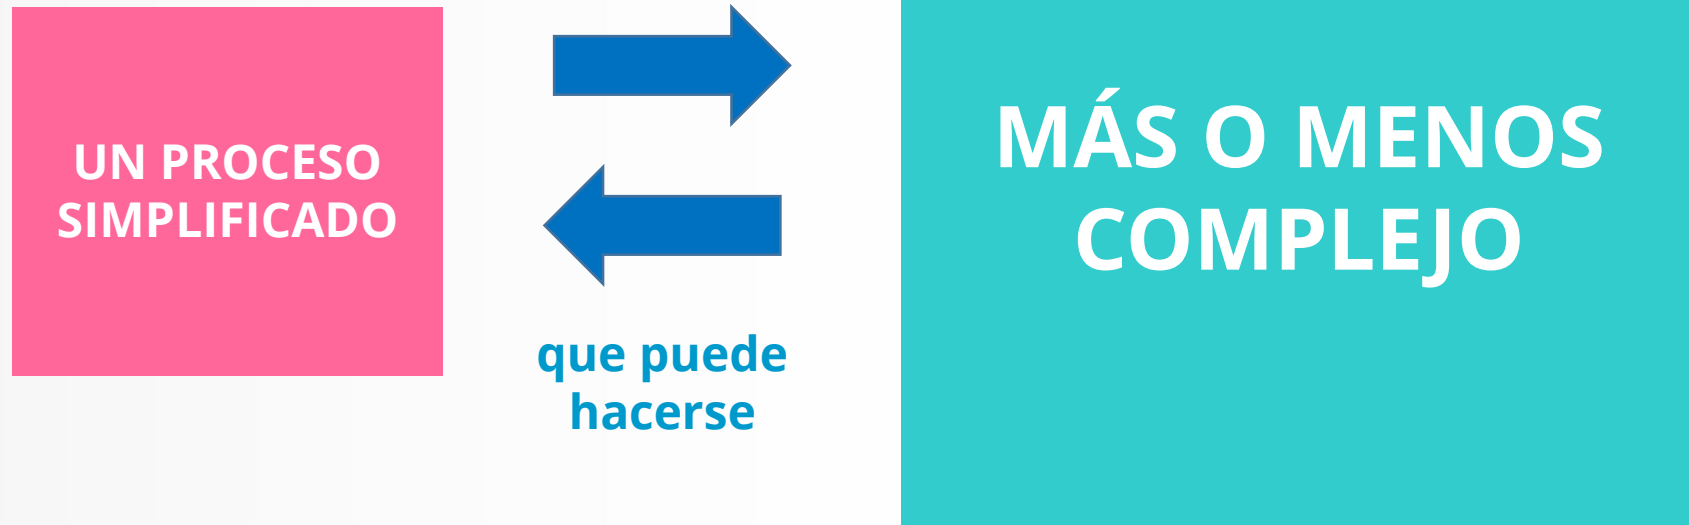 UN PROCESO
SIMPLIFICADO
que puede
hacerse
MÁS O MENOS
COMPLEJO